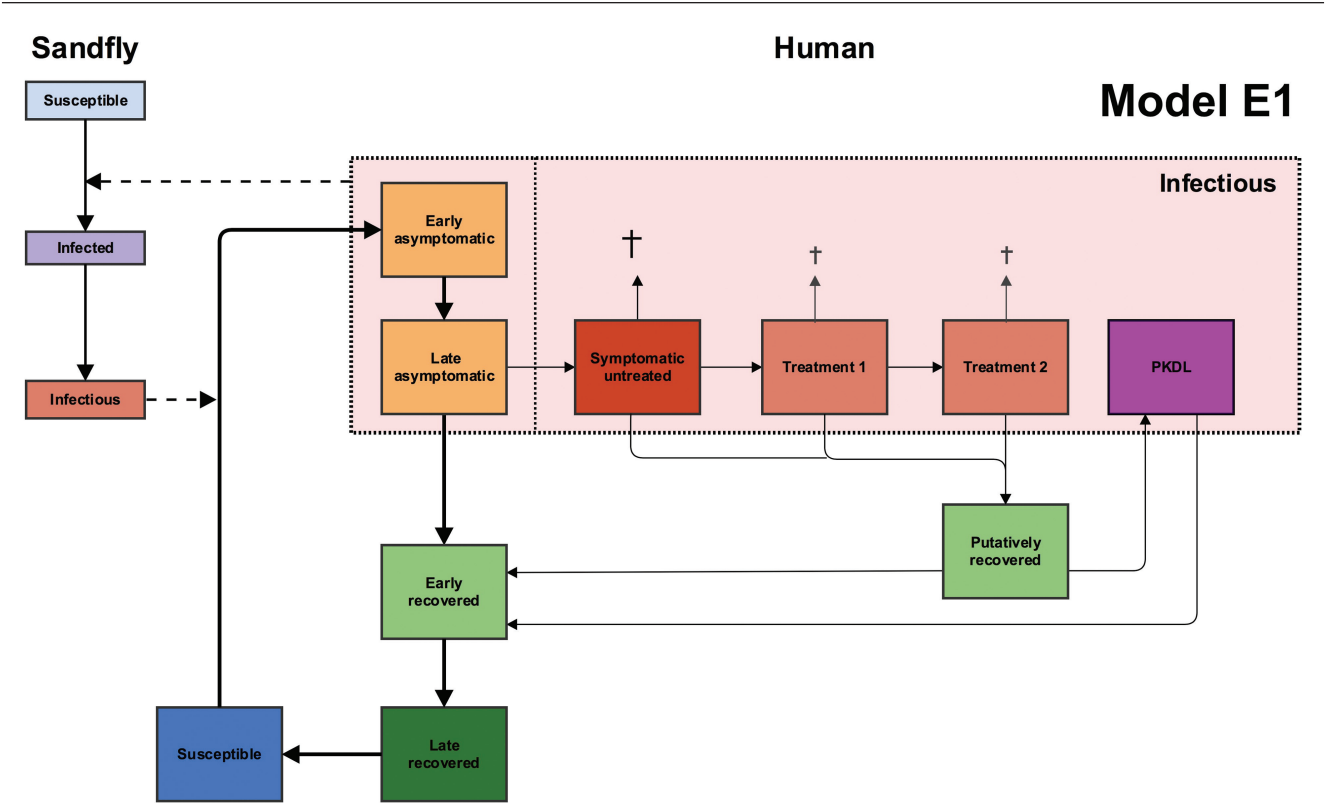 Sandfly
Human
Model E1
Susceptible
Infectious
Early
asymptomatic
Infected
Late
asymptomatic
Symptomatic
untreated
Treatment 1
Treatment 2
PKDL
Infectious
Putatively
recovered
Early
recovered
Susceptible
Late
recovered